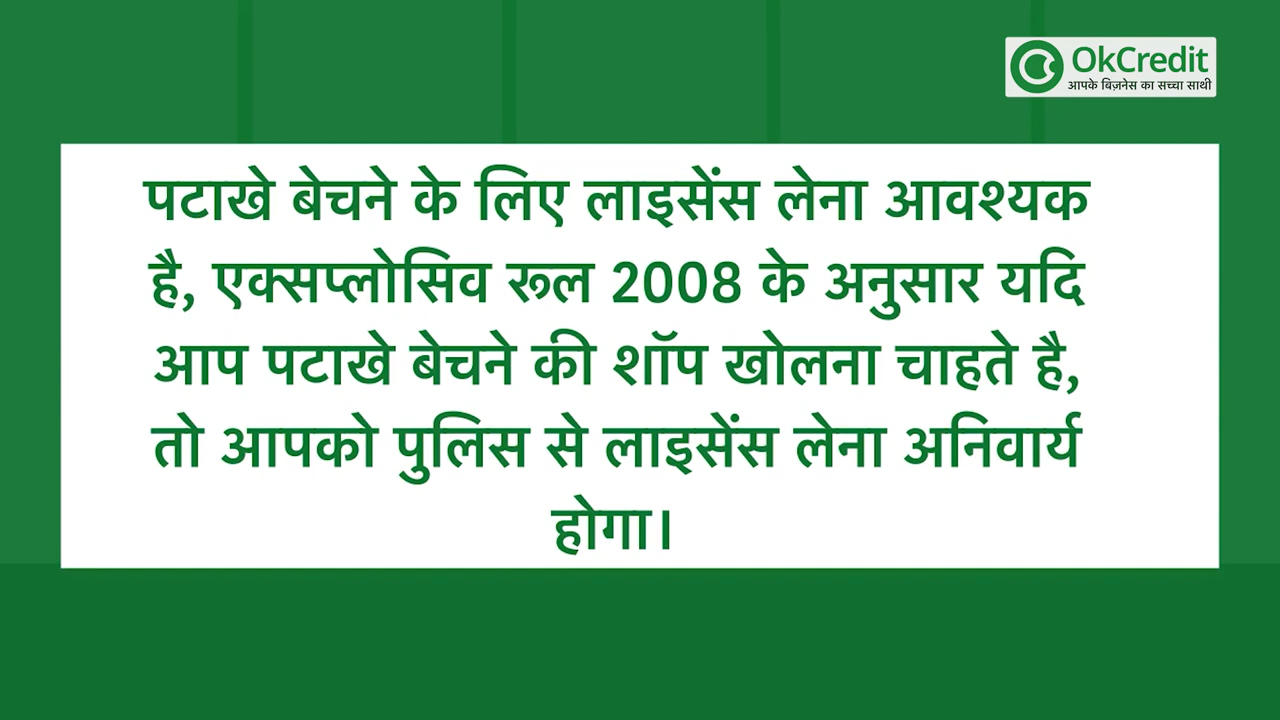 OkCredit
आपके बिज़नेस का सच्चा साथी
पटाखे बेचने के लिए लाइसेंस लेना आवश्यक
है, एक्सप्लोसिव रूल 2008 के अनुसार यदि
आप पटाखे बेचने की शॉप खोलना चाहते है,
तो आपको पुलिस से लाइसेंस लेना अनिवार्य
होगा।